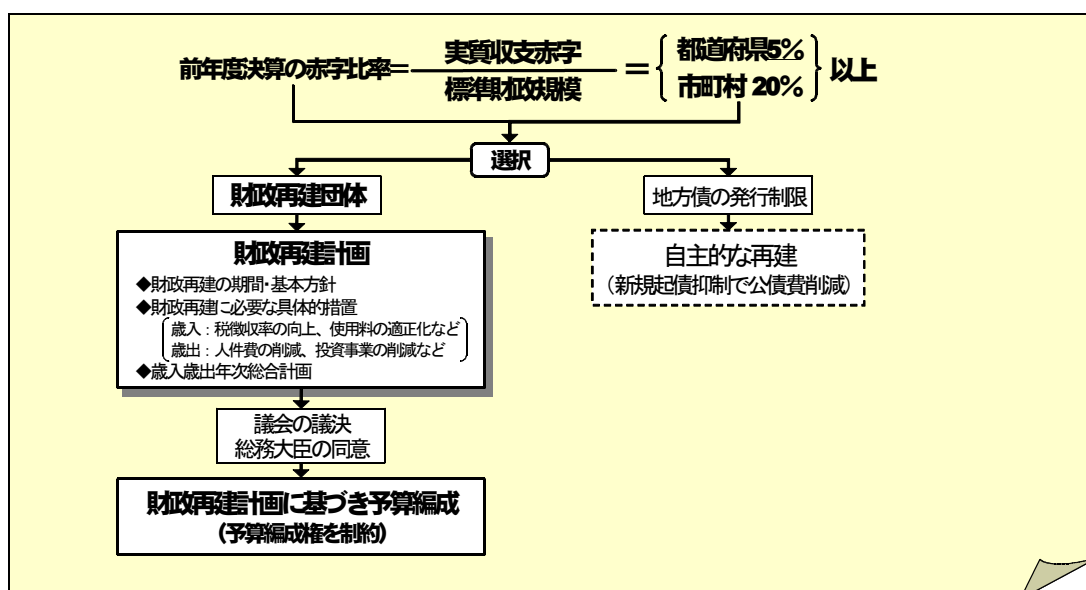 前年度決算の赤字比率＝
実質収支赤字
標準財政規模
＝
都道府県5％
市町村 20％
以上
選択
財政再建団体
地方債の発行制限
財政再建計画
◆財政再建の期間・基本方針
◆財政再建に必要な具体的措置
歳入：税徴収率の向上、使用料の適正化など
歳出：人件費の削減、投資事業の削減など
◆歳入歳出年次総合計画
自主的な再建
（新規起債抑制で公債費削減）
議会の議決
総務大臣の同意
財政再建計画に基づき予算編成
（予算編成権を制約）